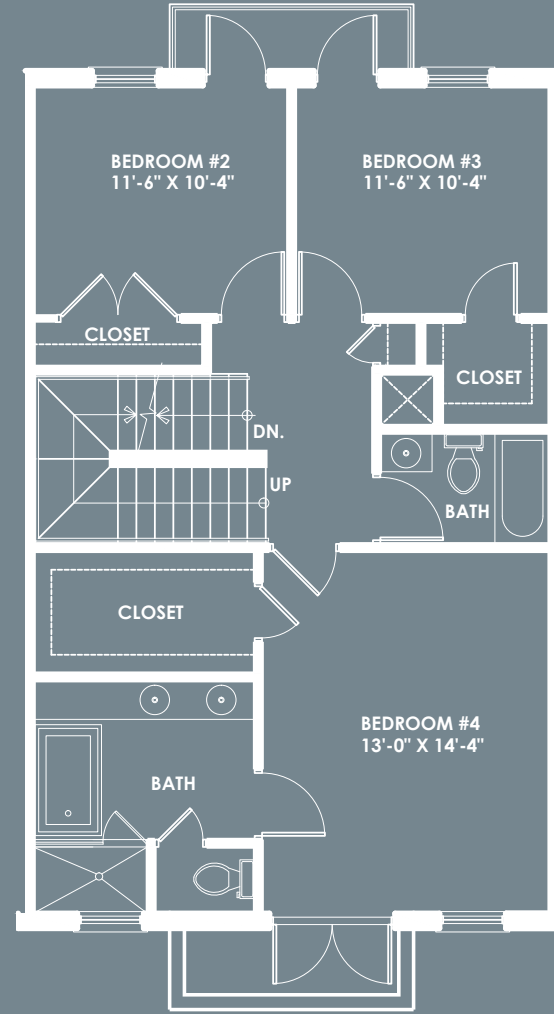 BEDROOM #2
11'-6" X 10'-4"
BEDROOM #3
11'-6" X 10'-4"
CLOSET
CLOSET
DN.
UP
BATH
CLOSET
BEDROOM #4
13'-0" X 14'-4"
BATH